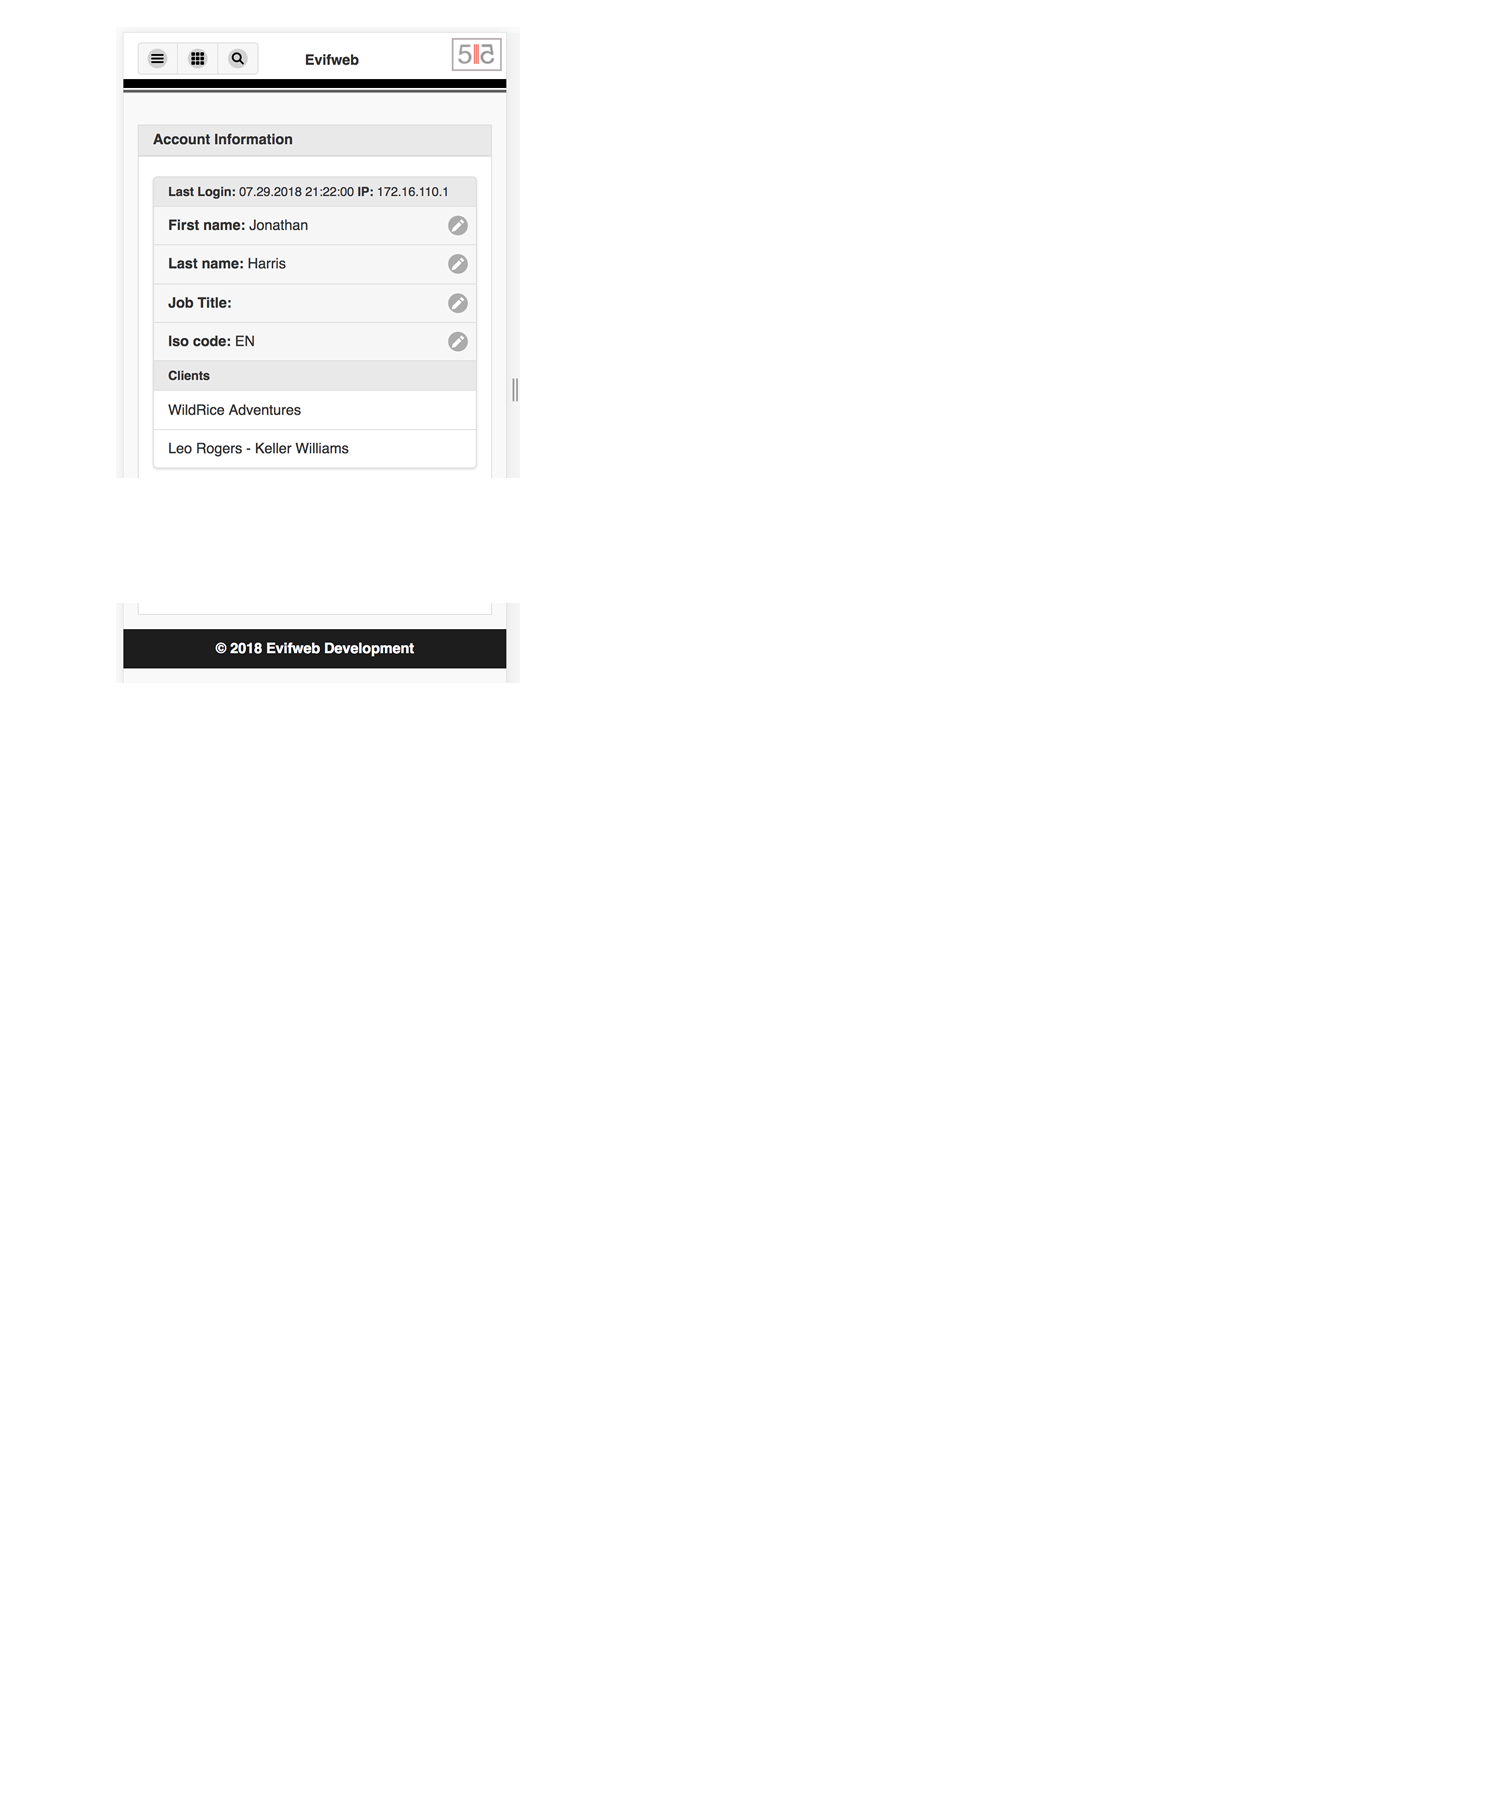 Evifweb
Account Information
Last Login: 07.29.2018 21:22:00 IP: 172.16.110.1
First name: Jonathan
Last name: Harris
Job Title:
Iso code: EN
Clients
WildRice Adventures
Leo Rogers - Keller Williams
© 2018 Evifweb Development